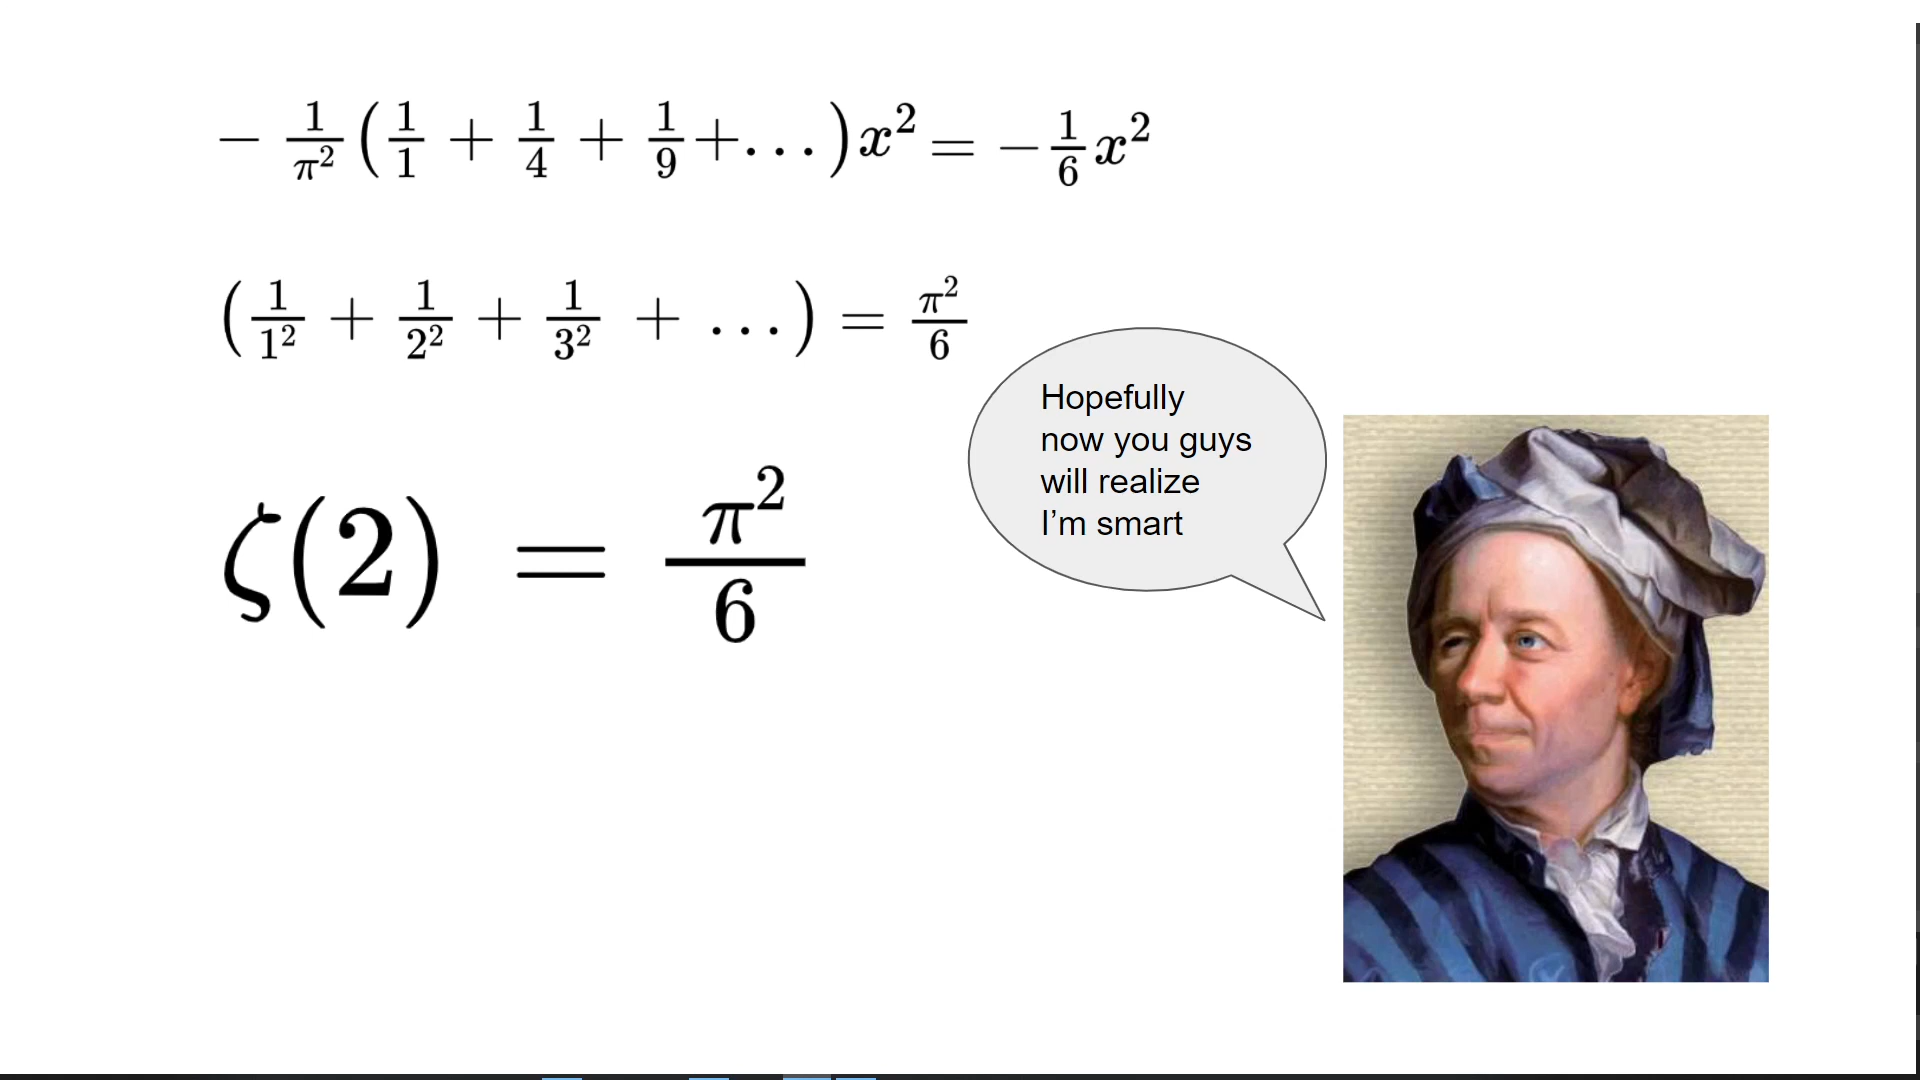 − 1/π² (1/1 + 1/4 + 1/9 +...) x² = − 1/6 x²
(1/1² + 1/2² + 1/3² + ...) = π²/6
ζ(2) = π²/6
Hopefully
now you guys
will realize
I’m smart